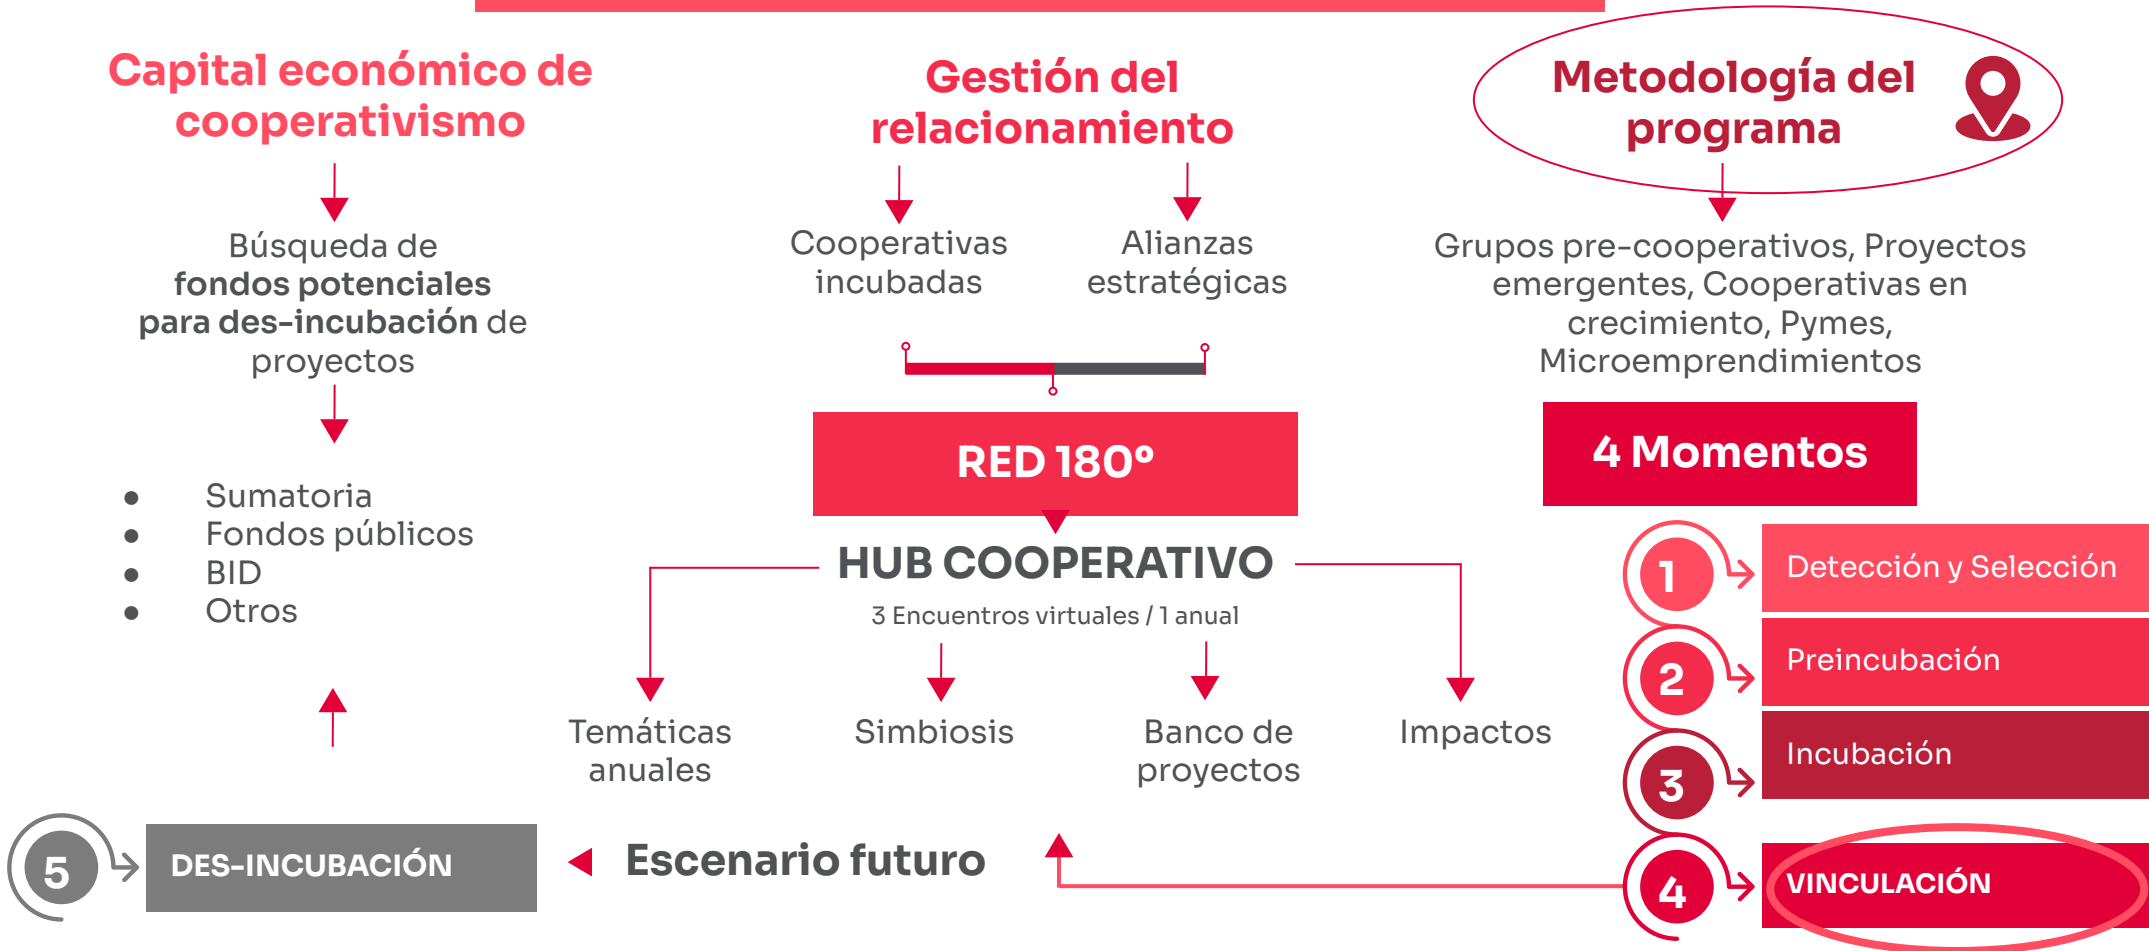 Capital económico de
cooperativismo
Búsqueda de
fondos potenciales
para des-incubación de
proyectos
● Sumatoria
● Fondos públicos
● BID
● Otros
Gestión del
relacionamiento
Cooperativas
incubadas
Alianzas
estratégicas
RED 180º
HUB COOPERATIVO
3 Encuentros virtuales / 1 anual
Temáticas
anuales
Simbiosis
Banco de
proyectos
Impactos
Metodología del
programa
Grupos pre-cooperativos, Proyectos
emergentes, Cooperativas en
crecimiento, Pymes,
Microemprendimientos
4 Momentos
1 Detección y Selección
2 Preincubación
3 Incubación
4 VINCULACIÓN
Escenario futuro
5 DES-INCUBACIÓN